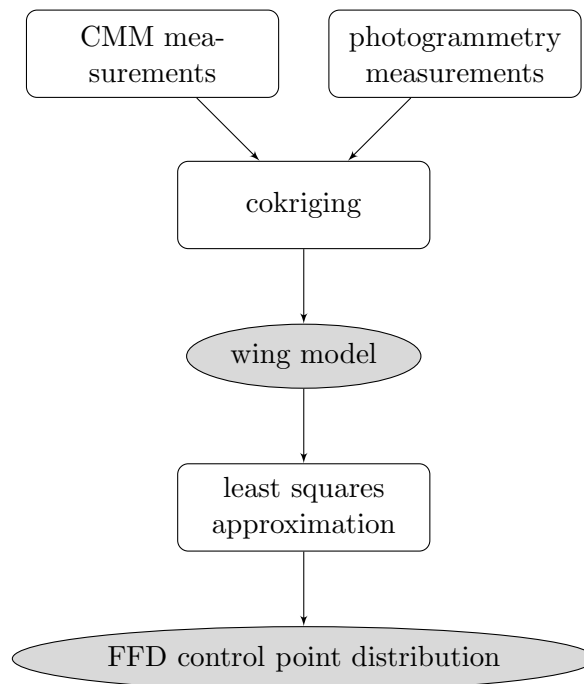 CMM mea-
surements
photogrammetry
measurements
cokriging
wing model
least squares
approximation
FFD control point distribution